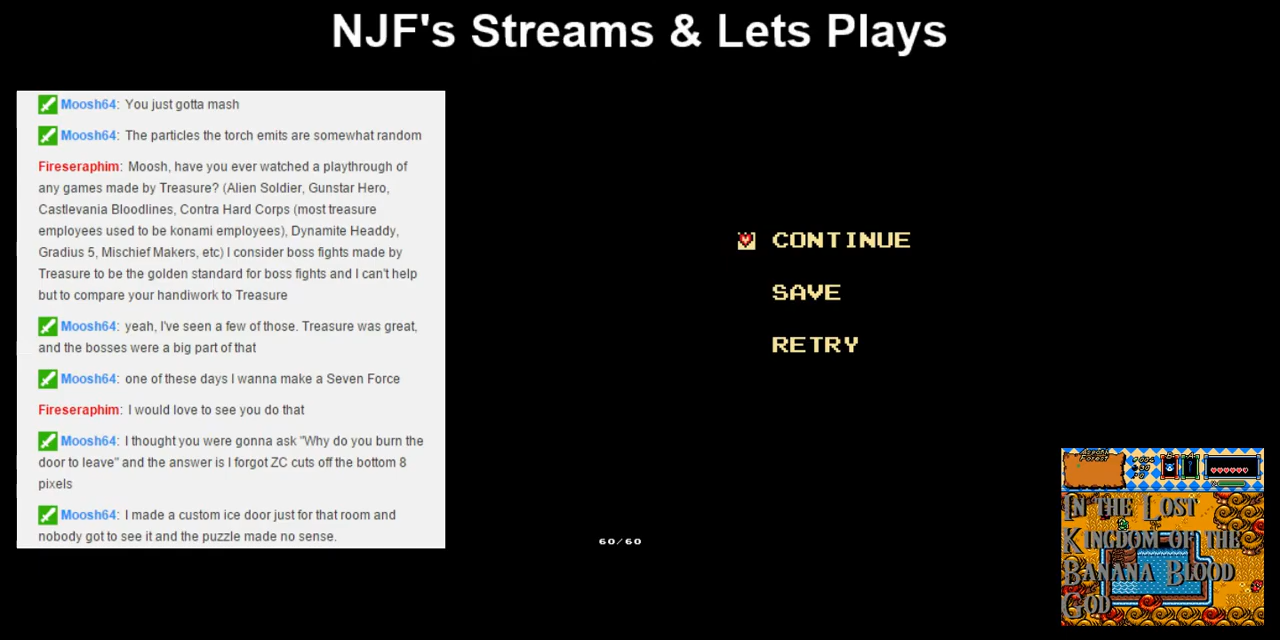 NJF's Streams & Lets Plays
Moosh64: You just gotta mash
Moosh64: The particles the torch emits are somewhat random
Fireseraphim: Moosh, have you ever watched a playthrough of
any games made by Treasure? (Alien Soldier, Gunstar Hero,
Castlevania Bloodlines, Contra Hard Corps (most treasure
employees used to be konami employees), Dynamite Headdy,
Gradius 5, Mischief Makers, etc) I consider boss fights made by
Treasure to be the golden standard for boss fights and I can't help
but to compare your handiwork to Treasure
Moosh64: yeah, I've seen a few of those. Treasure was great,
and the bosses were a big part of that
Moosh64: one of these days I wanna make a Seven Force
Fireseraphim: I would love to see you do that
Moosh64: I thought you were gonna ask "Why do you burn the
door to leave" and the answer is I forgot ZC cuts off the bottom 8
pixels
Moosh64: I made a custom ice door just for that room and
nobody got to see it and the puzzle made no sense.
CONTINUE
SAVE
RETRY
60/60
Forest
In the Lost
Kingdom of the
Banana Blood
God